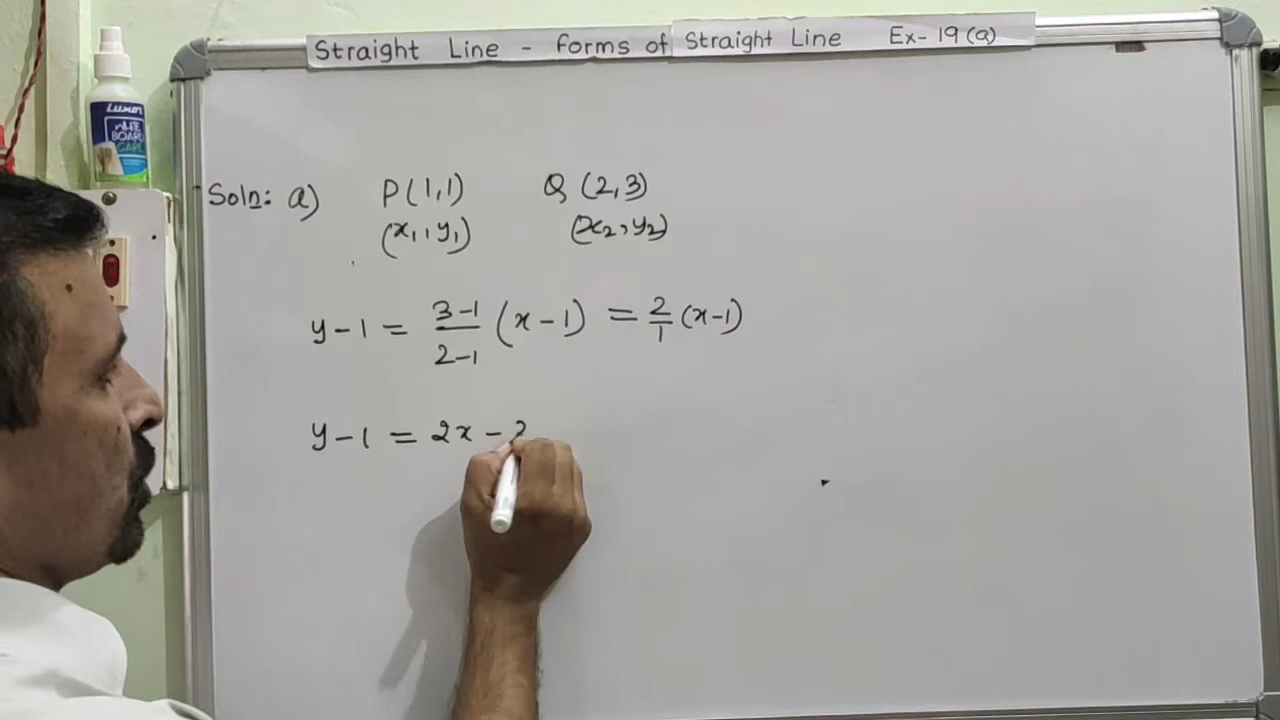 Straight Line - Forms of Straight Line Ex- 19 (a)
Luxor
WHITE
BOARD
CARE
Soln: a) P(1,1) Q (2,3)
(x₁, y₁) (x₂, y₂)
y-1 = 3-1/2-1 (x-1) = 2/1 (x-1)
y-1 = 2x - 2